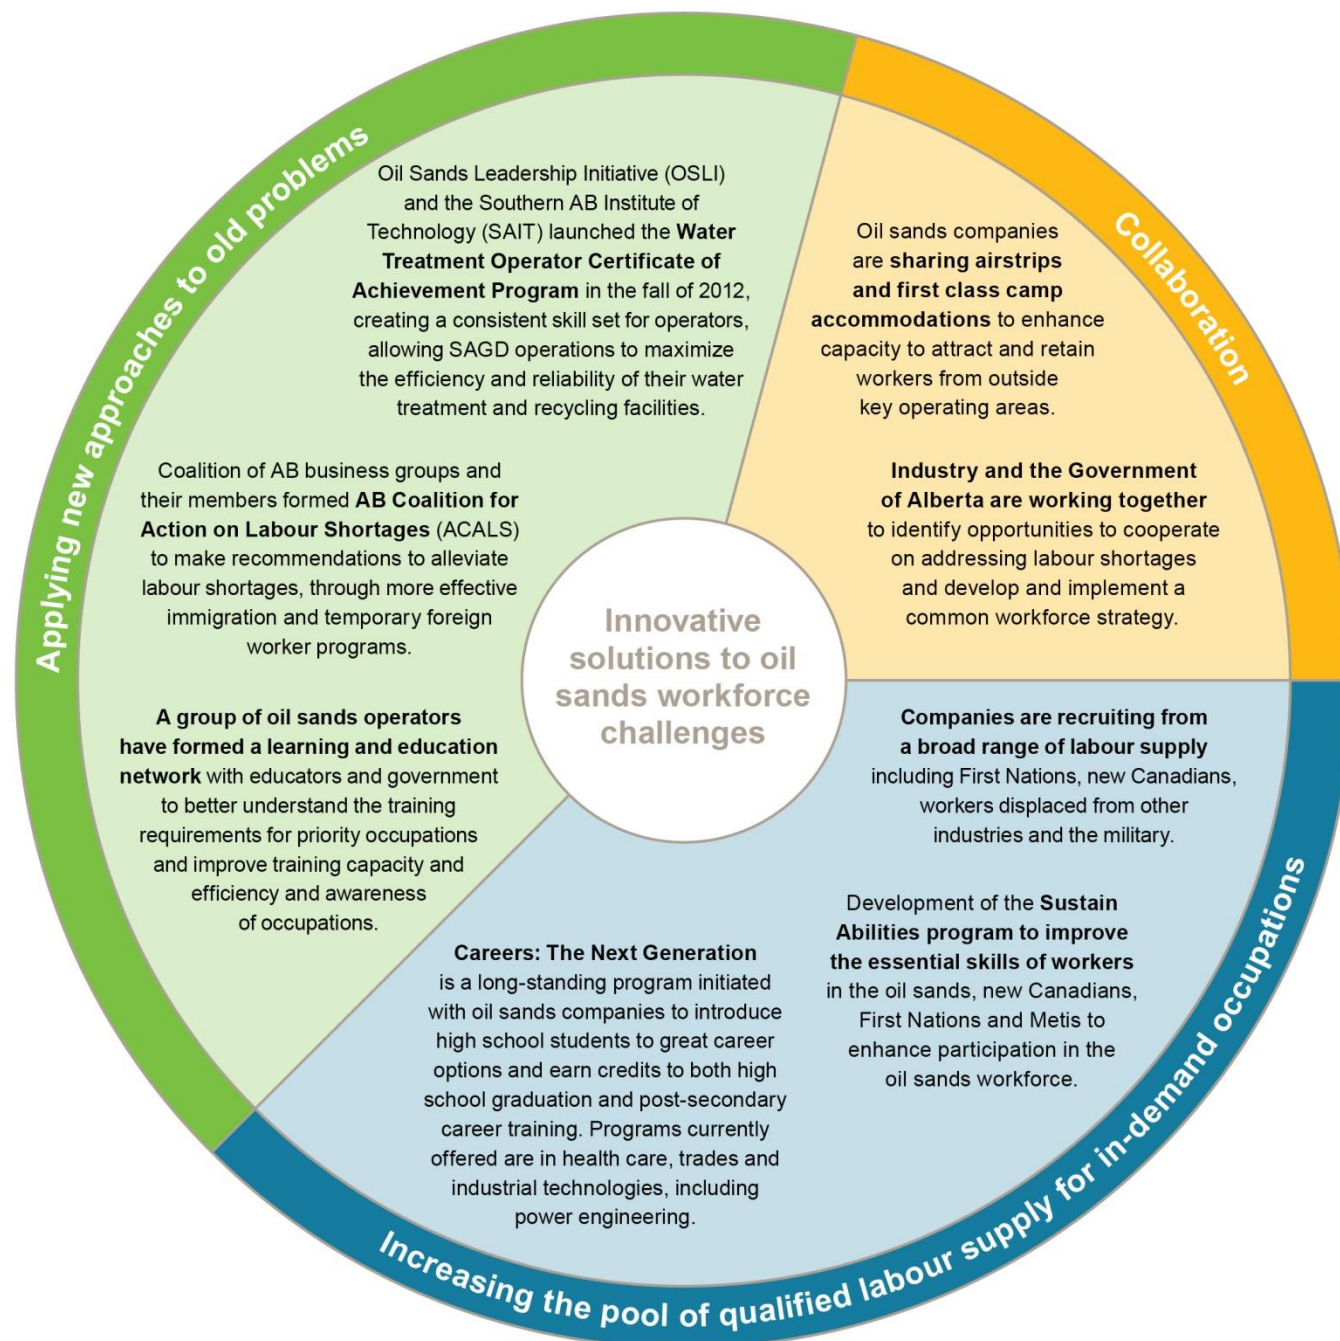 Applying new approaches to old problems
Oil Sands Leadership Initiative (OSLI)
and the Southern AB Institute of
Technology (SAIT) launched the Water
Treatment Operator Certificate of
Achievement Program in the fall of 2012,
creating a consistent skill set for operators,
allowing SAGD operations to maximize
the efficiency and reliability of their water
treatment and recycling facilities.
Coalition of AB business groups and
their members formed AB Coalition for
Action on Labour Shortages (ACALS)
to make recommendations to alleviate
labour shortages, through more effective
immigration and temporary foreign
worker programs.
A group of oil sands operators
have formed a learning and education
network with educators and government
to better understand the training
requirements for priority occupations
and improve training capacity and
efficiency and awareness
of occupations.
Collaboration
Oil sands companies
are sharing airstrips
and first class camp
accommodations to enhance
capacity to attract and retain
workers from outside
key operating areas.
Industry and the Government
of Alberta are working together
to identify opportunities to cooperate
on addressing labour shortages
and develop and implement a
common workforce strategy.
Innovative
solutions to oil
sands workforce
challenges
Companies are recruiting from
a broad range of labour supply
including First Nations, new Canadians,
workers displaced from other
industries and the military.
Development of the Sustain
Abilities program to improve
the essential skills of workers
in the oil sands, new Canadians,
First Nations and Metis to
enhance participation in the
oil sands workforce.
Careers: The Next Generation
is a long-standing program initiated
with oil sands companies to introduce
high school students to great career
options and earn credits to both high
school graduation and post-secondary
career training. Programs currently
offered are in health care, trades and
industrial technologies, including
power engineering.
Increasing the pool of qualified labour supply for in-demand occupations